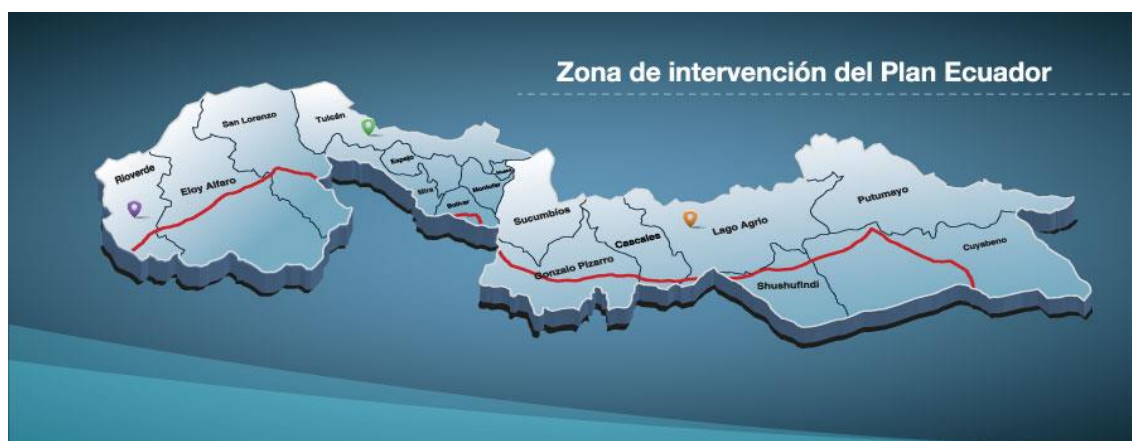 Zona de intervención del Plan Ecuador
San Lorenzo
Tulcán
Rioverde
Eloy Alfaro
Espejo
Mira
Montufar
Bolívar
Sucumbíos
Cascales
Lago Agrio
Putumayo
Gonzalo Pizarro
Shushufindi
Cuyabeno